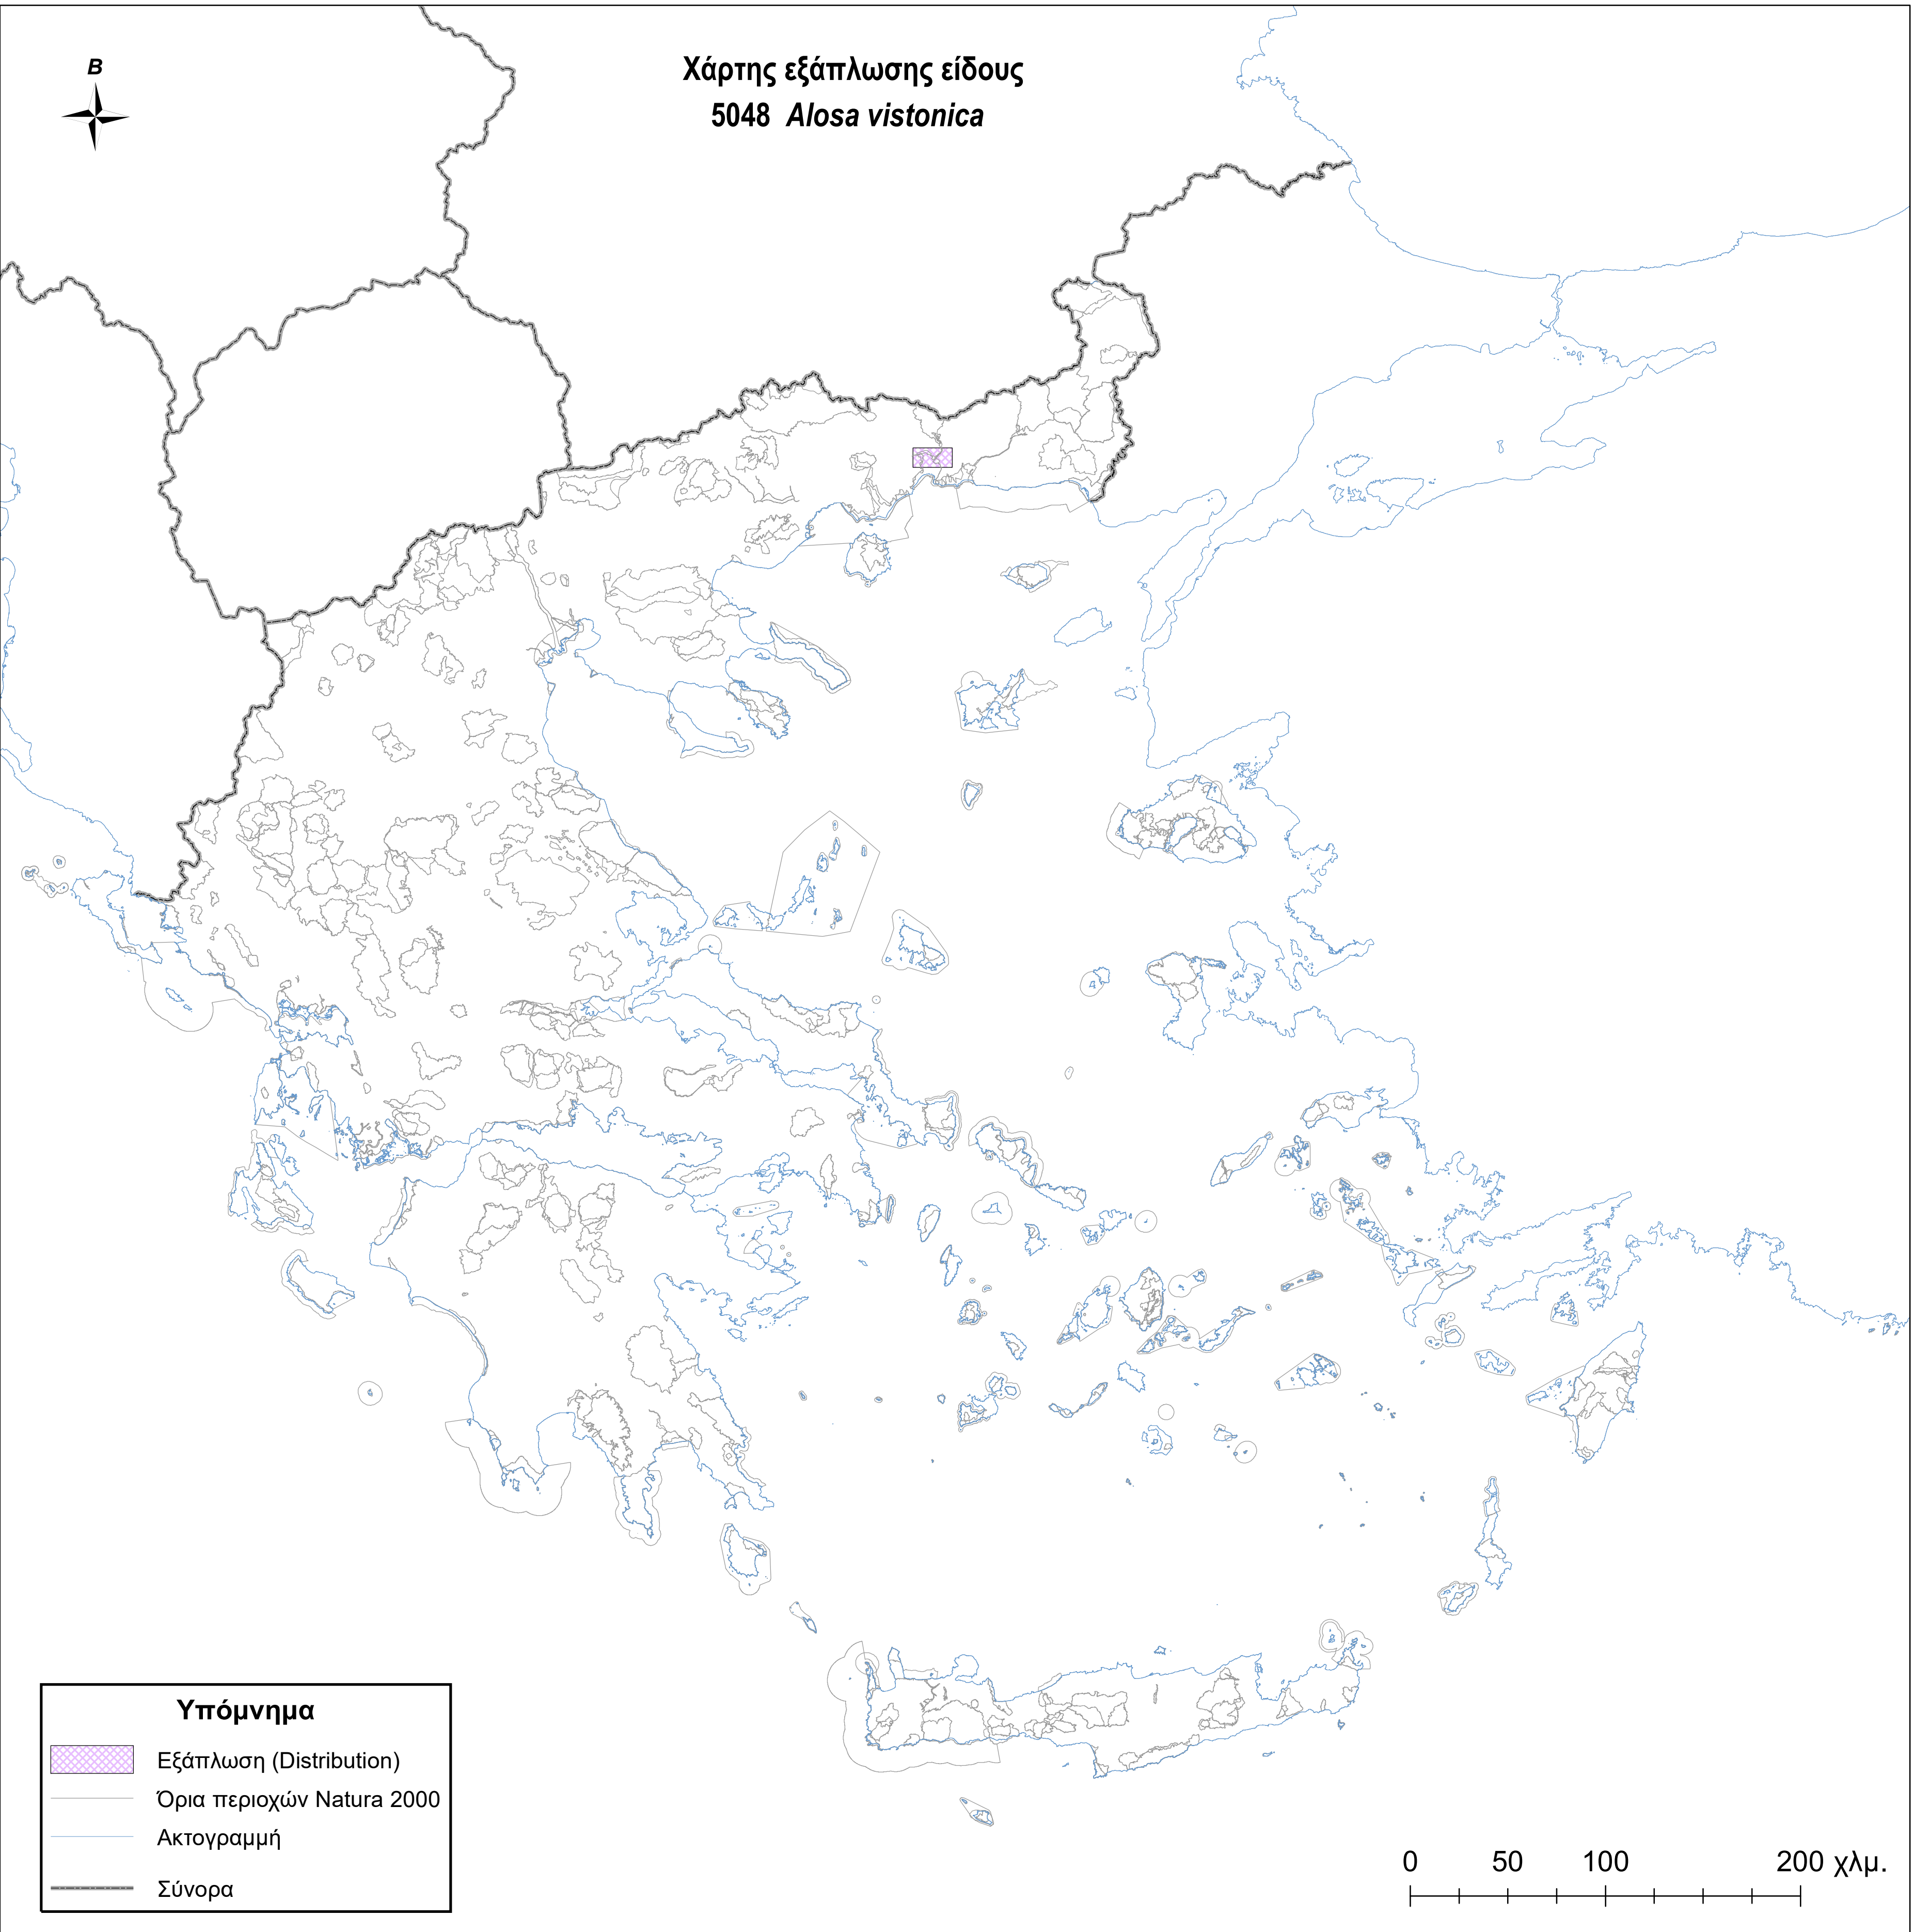 Χάρτης εξάπλωσης είδους
5048 Alosa vistonica
Β
Υπόμνημα
Εξάπλωση (Distribution)
Όρια περιοχών Natura 2000
Ακτογραμμή
Σύνορα
0 50 100 200 χλμ.